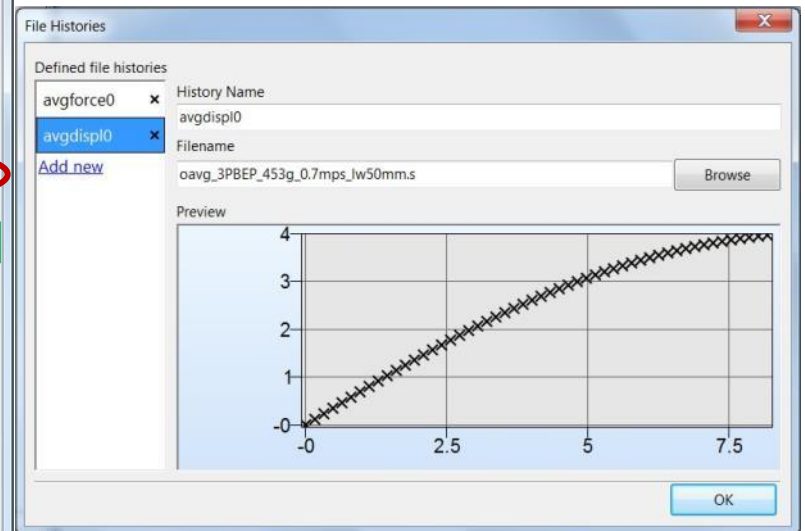 File Histories
Defined file histories
avgforce0 ×
avgdispl0 ×
Add new
History Name
avgdispl0
Filename
oavg_3PBEP_453g_0.7mps_lw50mm.s
Browse
Preview
4
3
2
1
-0
-0 2.5 5 7.5
OK